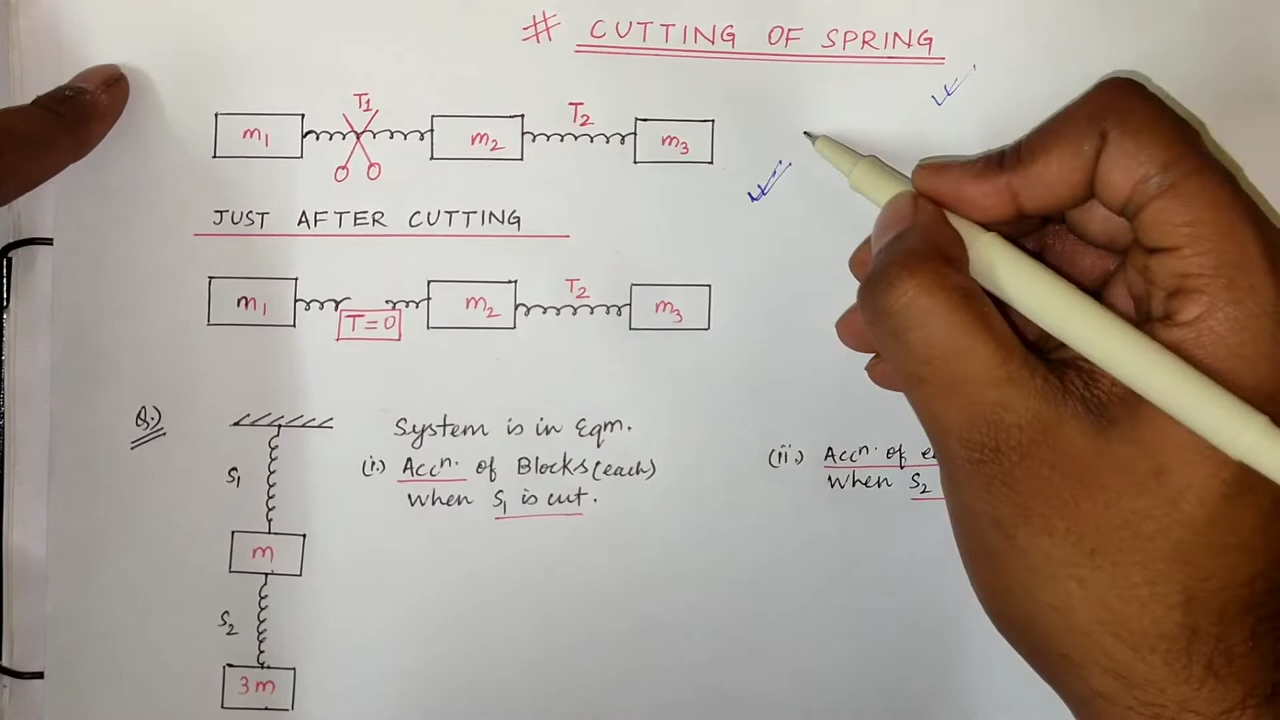 # CUTTING OF SPRING
T1
T2
m1
m2
m3
JUST AFTER CUTTING
T2
m1
m2
m3
T=0
Q.)
System is in Eqm.
S1
(i.) Accn. of Blocks(each)
when S1 is cut.
(ii.) Accn. of
when S2
m
S2
3m